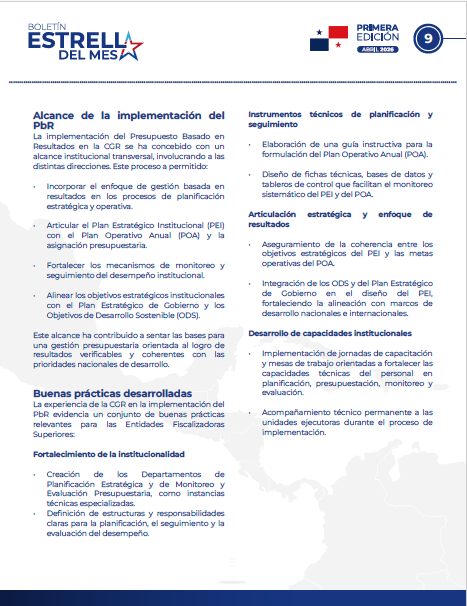 BOLETÍN
ESTRELLA
DEL MES
PRIMERA
EDICIÓN
ABRIL 2026
9
Alcance de la implementación del
PbR
La implementación del Presupuesto Basado en
Resultados en la CGR se ha concebido con un
alcance institucional transversal, involucrando a las
distintas direcciones. Este proceso a permitido:
• Incorporar el enfoque de gestión basada en
resultados en los procesos de planificación
estratégica y operativa.
• Articular el Plan Estratégico Institucional (PEI)
con el Plan Operativo Anual (POA) y la
asignación presupuestaria.
• Fortalecer los mecanismos de monitoreo y
seguimiento del desempeño institucional.
• Alinear los objetivos estratégicos institucionales
con el Plan Estratégico de Gobierno y los
Objetivos de Desarrollo Sostenible (ODS).
Este alcance ha contribuido a sentar las bases para
una gestión presupuestaria orientada al logro de
resultados verificables y coherentes con las
prioridades nacionales de desarrollo.
Buenas prácticas desarrolladas
La experiencia de la CGR en la implementación del
PbR evidencia un conjunto de buenas prácticas
relevantes para las Entidades Fiscalizadoras
Superiores:
Fortalecimiento de la institucionalidad
• Creación de los Departamentos de
Planificación Estratégica y de Monitoreo y
Evaluación Presupuestaria, como instancias
técnicas especializadas.
• Definición de estructuras y responsabilidades
claras para la planificación, el seguimiento y la
evaluación del desempeño.
Instrumentos técnicos de planificación y
seguimiento
• Elaboración de una guía instructiva para la
formulación del Plan Operativo Anual (POA).
• Diseño de fichas técnicas, bases de datos y
tableros de control que facilitan el monitoreo
sistemático del PEI y del POA.
Articulación estratégica y enfoque de
resultados
• Aseguramiento de la coherencia entre los
objetivos estratégicos del PEI y las metas
operativas del POA.
• Integración de los ODS y del Plan Estratégico
de Gobierno en el diseño del PEI,
fortaleciendo la alineación con marcos de
desarrollo nacionales e internacionales.
Desarrollo de capacidades institucionales
• Implementación de jornadas de capacitación
y mesas de trabajo orientadas a fortalecer las
capacidades técnicas del personal en
planificación, presupuestación, monitoreo y
evaluación.
• Acompañamiento técnico permanente a las
unidades ejecutoras durante el proceso de
implementación.